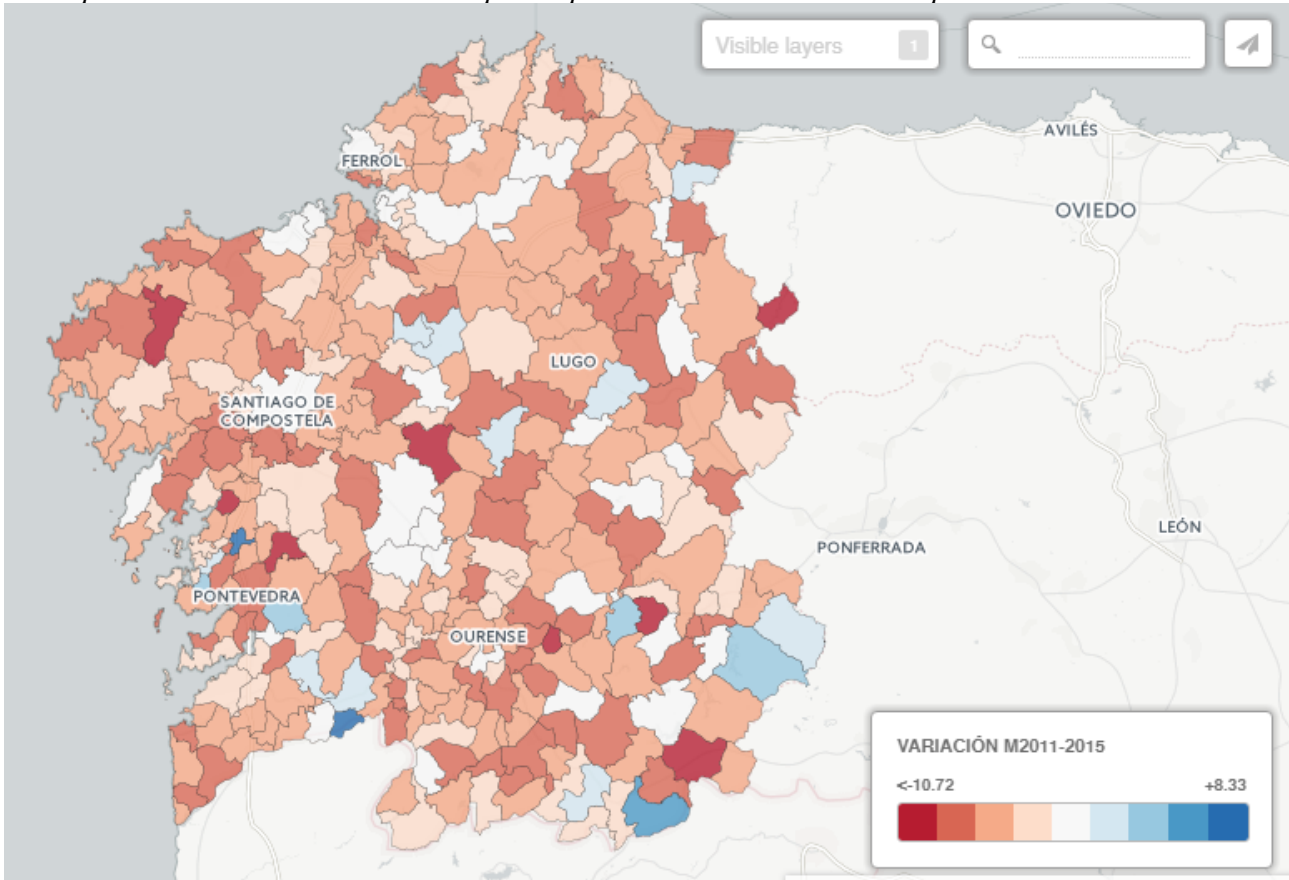 Visible layers 1
AVILÉS
FERROL
OVIEDO
LUGO
SANTIAGO DE
COMPOSTELA
LEÓN
PONFERRADA
PONTEVEDRA
OURENSE
VARIACIÓN M2011-2015
<-10.72 +8.33